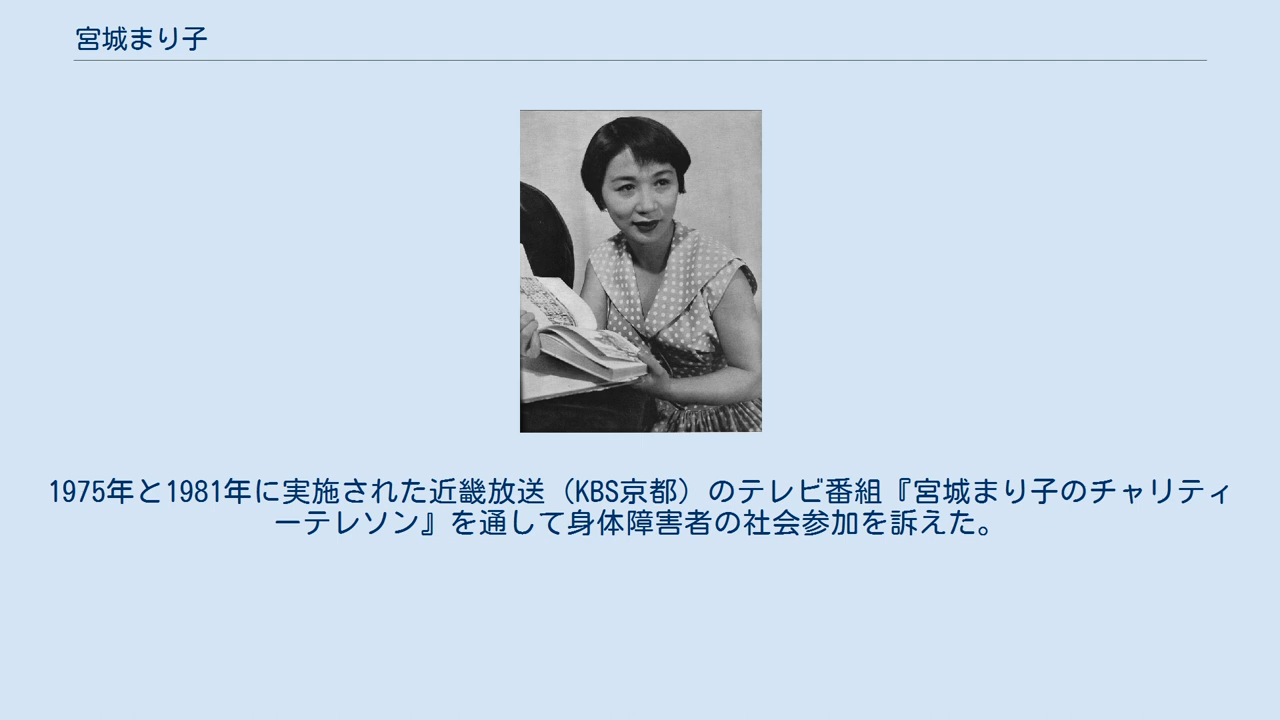 宮城まり子
1975年と1981年に実施された近畿放送（KBS京都）のテレビ番組『宮城まり子のチャリティ
ーテレソン』を通して身体障害者の社会参加を訴えた。